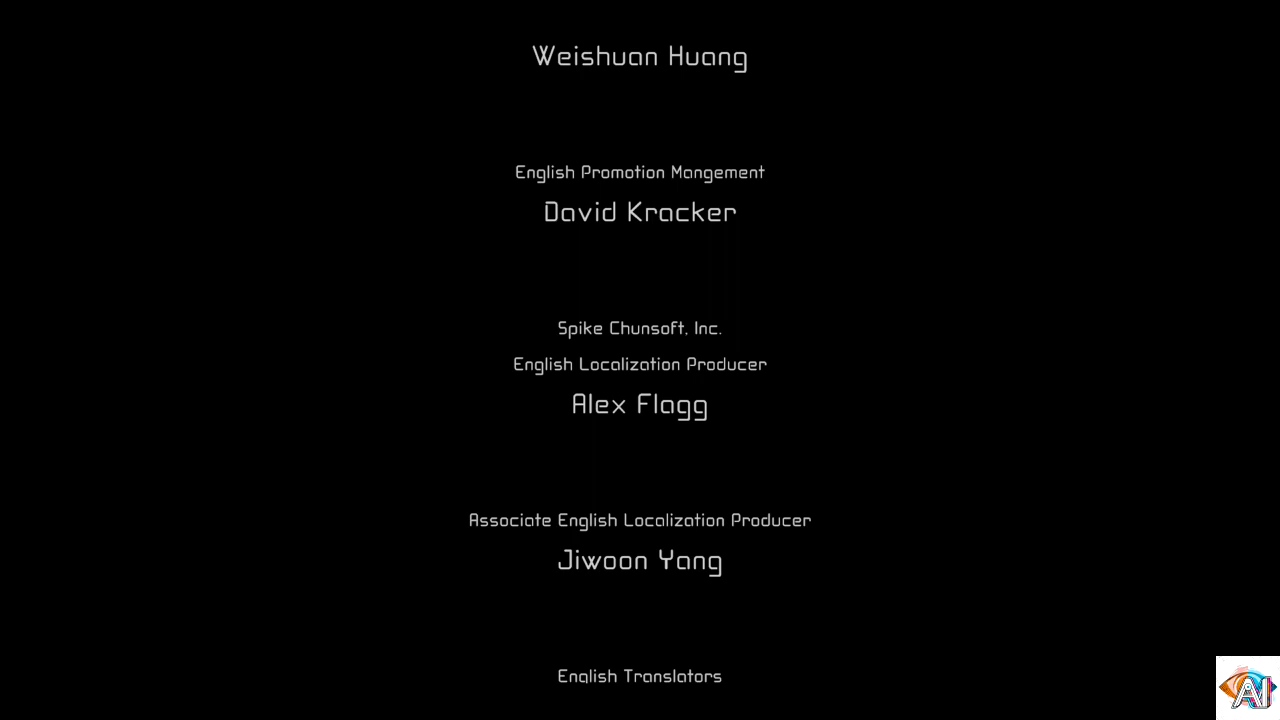 Weishuan Huang
English Promotion Mangement
David Kracker
Spike Chunsoft, Inc.
English Localization Producer
Alex Flagg
Associate English Localization Producer
Jiwoon Yang
English Translators
AI